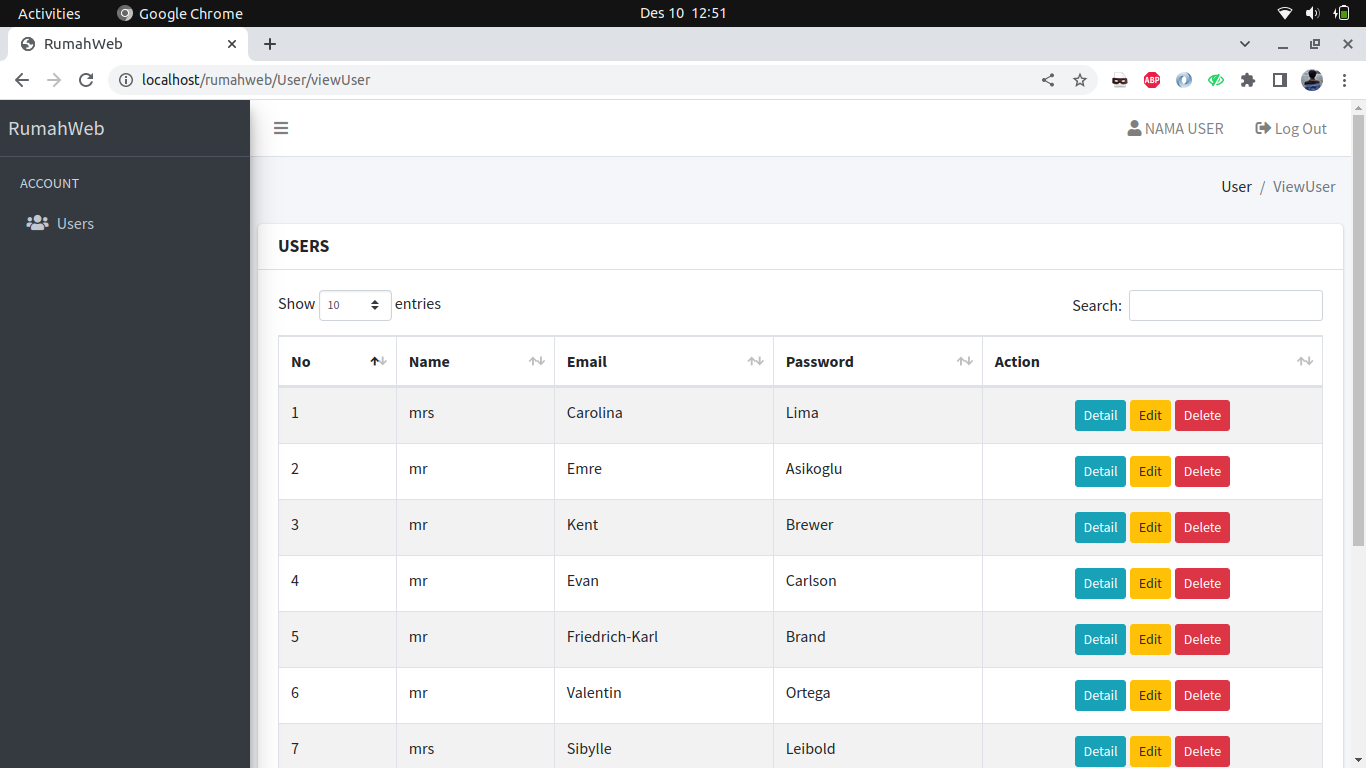 Activities Google Chrome Des 10 12:51
RumahWeb
localhost/rumahweb/User/viewUser ABP
RumahWeb NAMA USER Log Out
ACCOUNT User / ViewUser
Users
USERS
Show 10 entries Search:
No Name Email Password Action
1 mrs Carolina Lima Detail Edit Delete
2 mr Emre Asikoglu Detail Edit Delete
3 mr Kent Brewer Detail Edit Delete
4 mr Evan Carlson Detail Edit Delete
5 mr Friedrich-Karl Brand Detail Edit Delete
6 mr Valentin Ortega Detail Edit Delete
7 mrs Sibylle Leibold Detail Edit Delete